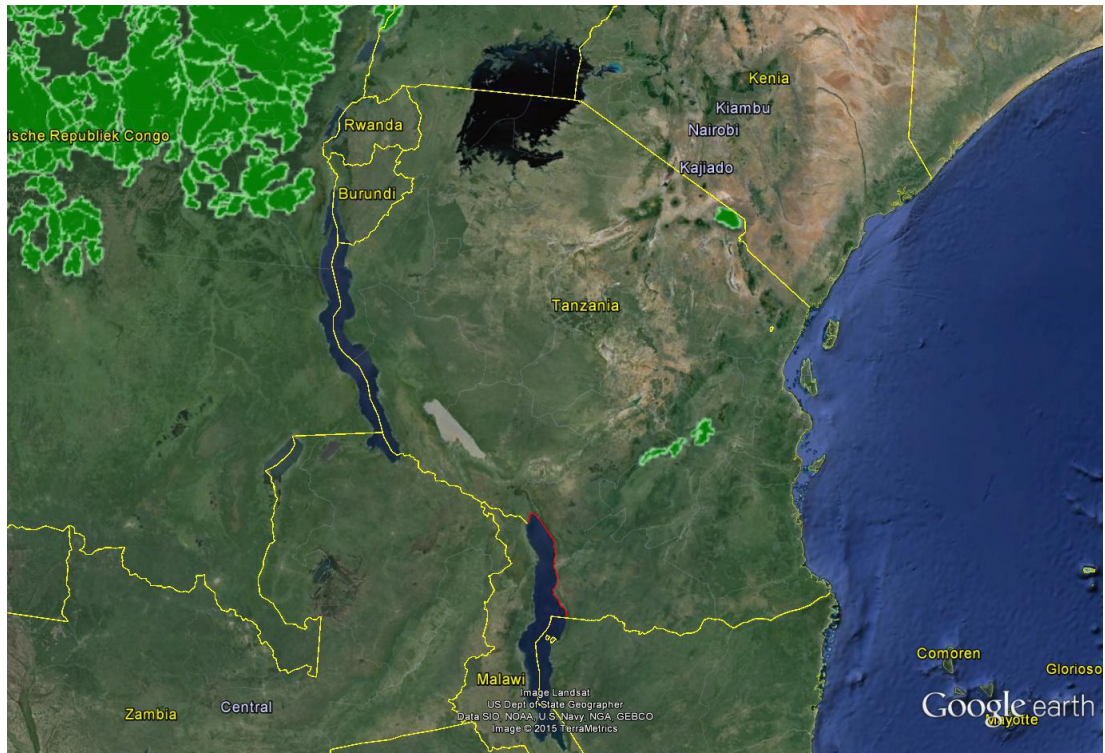 Kenia
Kiambu
Nairobi
Rwanda
ische Republiek Congo
Kajiado
Burundi
Tanzania
Comoren
Glorioso
Malawi
Central
Zambia
Image Landsat
US Dept of State Geographer
Data SIO, NOAA, U.S. Navy, NGA, GEBCO
Image © 2015 TerraMetrics
Google earth
Mayotte